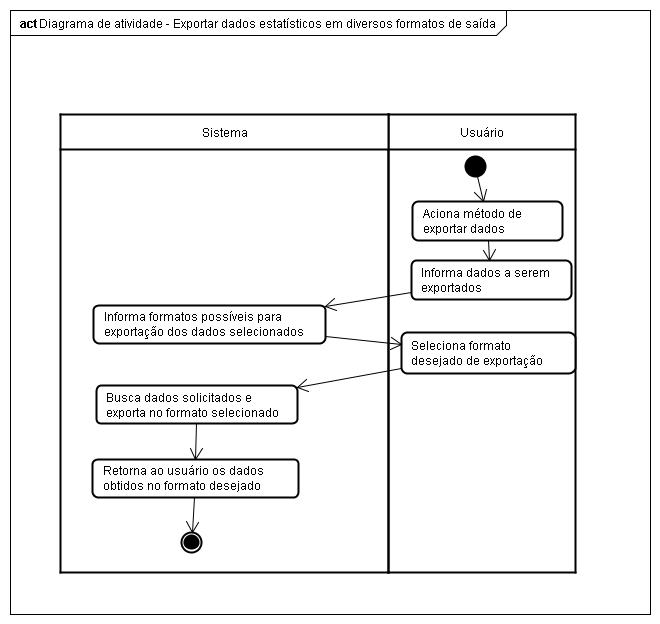 act Diagrama de atividade - Exportar dados estatísticos em diversos formatos de saída
Sistema
Usuário
Aciona método de
exportar dados
Informa dados a serem
exportados
Informa formatos possíveis para
exportação dos dados selecionados
Seleciona formato
desejado de exportação
Busca dados solicitados e
exporta no formato selecionado
Retorna ao usuário os dados
obtidos no formato desejado